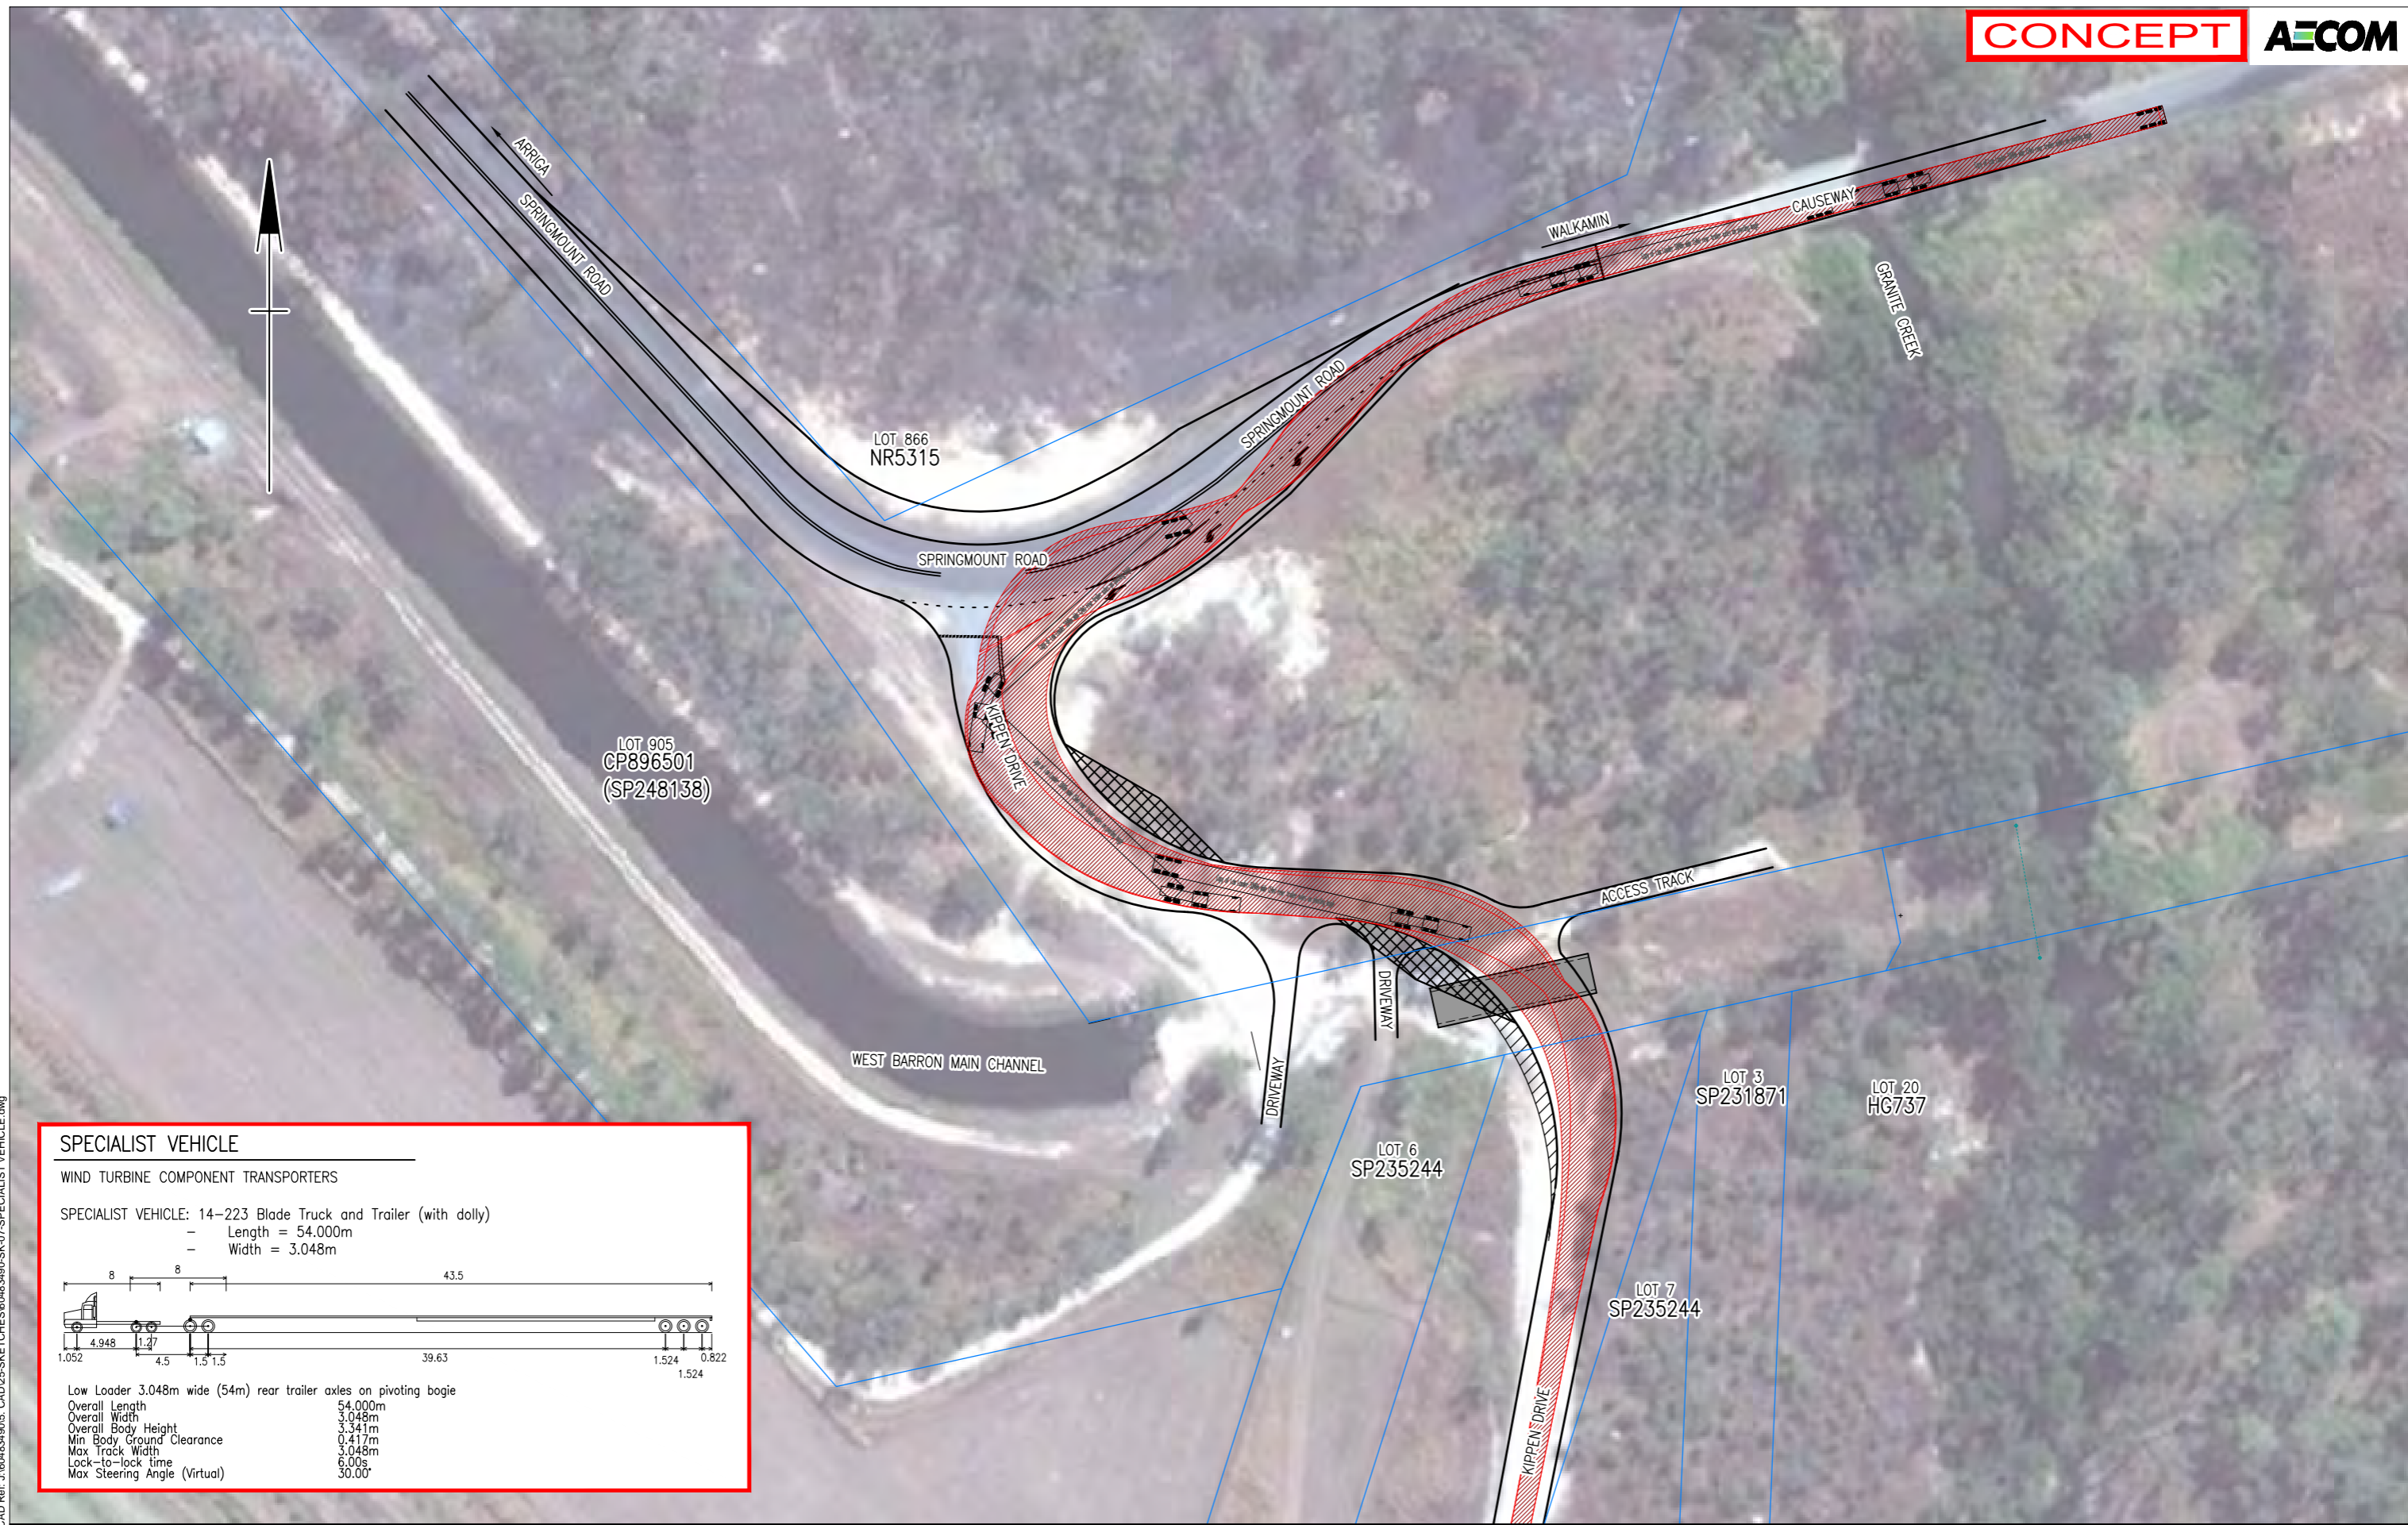 CONCEPT
AECOM
ARRIGA
SPRINGMOUNT ROAD
WALKAMIN
CAUSEWAY
GRANITE CREEK
SPRINGMOUNT ROAD
LOT 866
NR5315
SPRINGMOUNT ROAD
KIPPEN DRIVE
LOT 905
CP896501
(SP248138)
ACCESS TRACK
DRIVEWAY
DRIVEWAY
WEST BARRON MAIN CHANNEL
LOT 3
SP231871
LOT 20
HG737
LOT 6
SP235244
LOT 7
SP235244
KIPPEN DRIVE
SPECIALIST VEHICLE
WIND TURBINE COMPONENT TRANSPORTERS
SPECIALIST VEHICLE: 14-223 Blade Truck and Trailer (with dolly)
- Length = 54.000m
- Width = 3.048m
8 8 43.5
4.948 1.27
1.052 4.5 1.5 1.5 39.63 1.524 0.822
1.524
Low Loader 3.048m wide (54m) rear trailer axles on pivoting bogie
Overall Length 54.000m
Overall Width 3.048m
Overall Body Height 3.341m
Min Body Ground Clearance 0.417m
Max Track Width 3.048m
Lock-to-lock time 6.00s
Max Steering Angle (Virtual) 30.00°